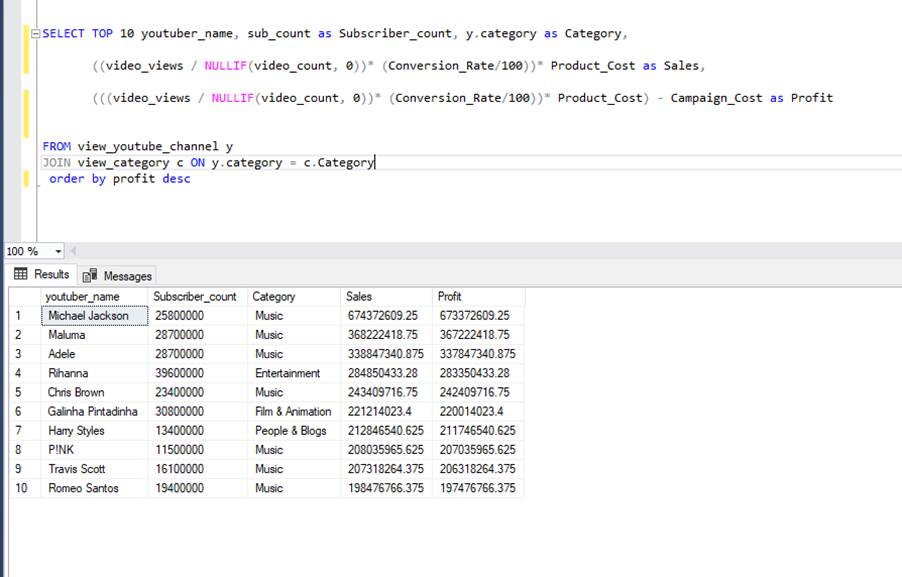 SELECT TOP 10 youtuber_name, sub_count as Subscriber_count, y.category as Category,
((video_views / NULLIF(video_count, 0))* (Conversion_Rate/100))* Product_Cost as Sales,
(((video_views / NULLIF(video_count, 0))* (Conversion_Rate/100))* Product_Cost) - Campaign_Cost as Profit
FROM view_youtube_channel y
JOIN view_category c ON y.category = c.Category
order by profit desc
100 %
Results Messages
youtuber_name Subscriber_count Category Sales Profit
1 Michael Jackson 25800000 Music 674372609.25 673372609.25
2 Maluma 28700000 Music 368222418.75 367222418.75
3 Adele 28700000 Music 338847340.875 337847340.875
4 Rihanna 39600000 Entertainment 284850433.28 283350433.28
5 Chris Brown 23400000 Music 243409716.75 242409716.75
6 Galinha Pintadinha 30800000 Film & Animation 221214023.4 220014023.4
7 Harry Styles 13400000 People & Blogs 212846540.625 211746540.625
8 P!NK 11500000 Music 208035965.625 207035965.625
9 Travis Scott 16100000 Music 207318264.375 206318264.375
10 Romeo Santos 19400000 Music 198476766.375 197476766.375